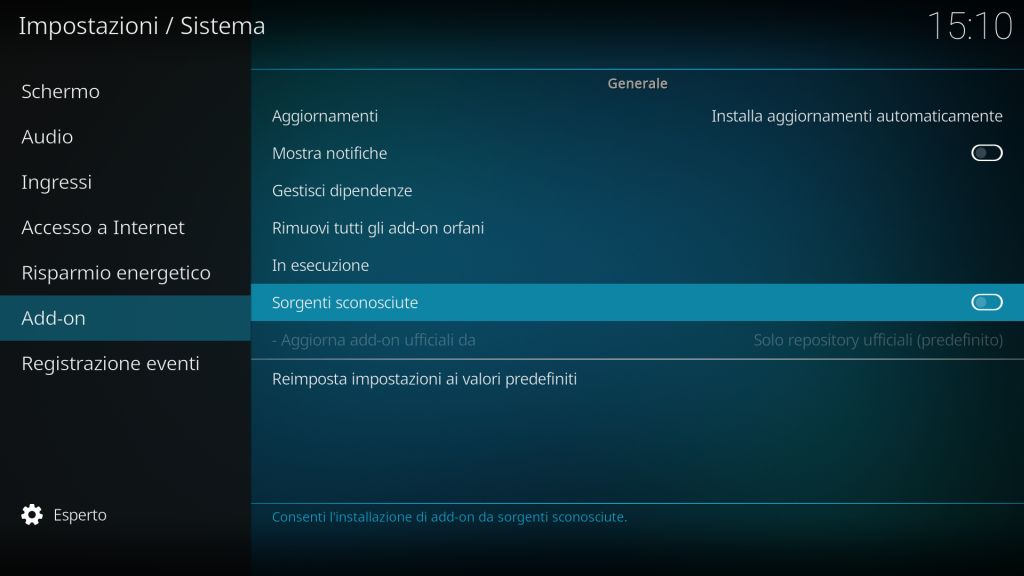 Impostazioni / Sistema
15:10
Schermo
Audio
Ingressi
Accesso a Internet
Risparmio energetico
Add-on
Registrazione eventi
Esperto
Generale
Aggiornamenti Installa aggiornamenti automaticamente
Mostra notifiche
Gestisci dipendenze
Rimuovi tutti gli add-on orfani
In esecuzione
Sorgenti sconosciute
- Aggiorna add-on ufficiali da Solo repository ufficiali (predefinito)
Reimposta impostazioni ai valori predefiniti
Consenti l'installazione di add-on da sorgenti sconosciute.